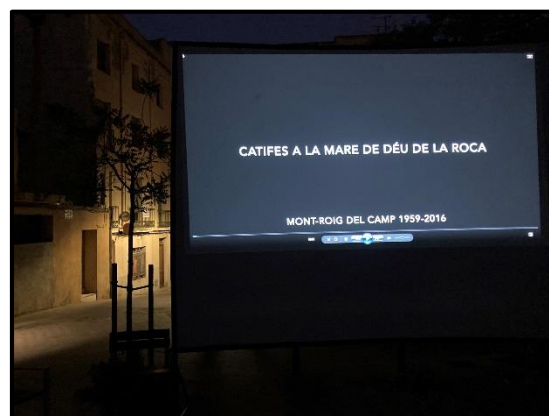 CATIFES A LA MARE DE DÉU DE LA ROCA
MONT-ROIG DEL CAMP 1959-2016